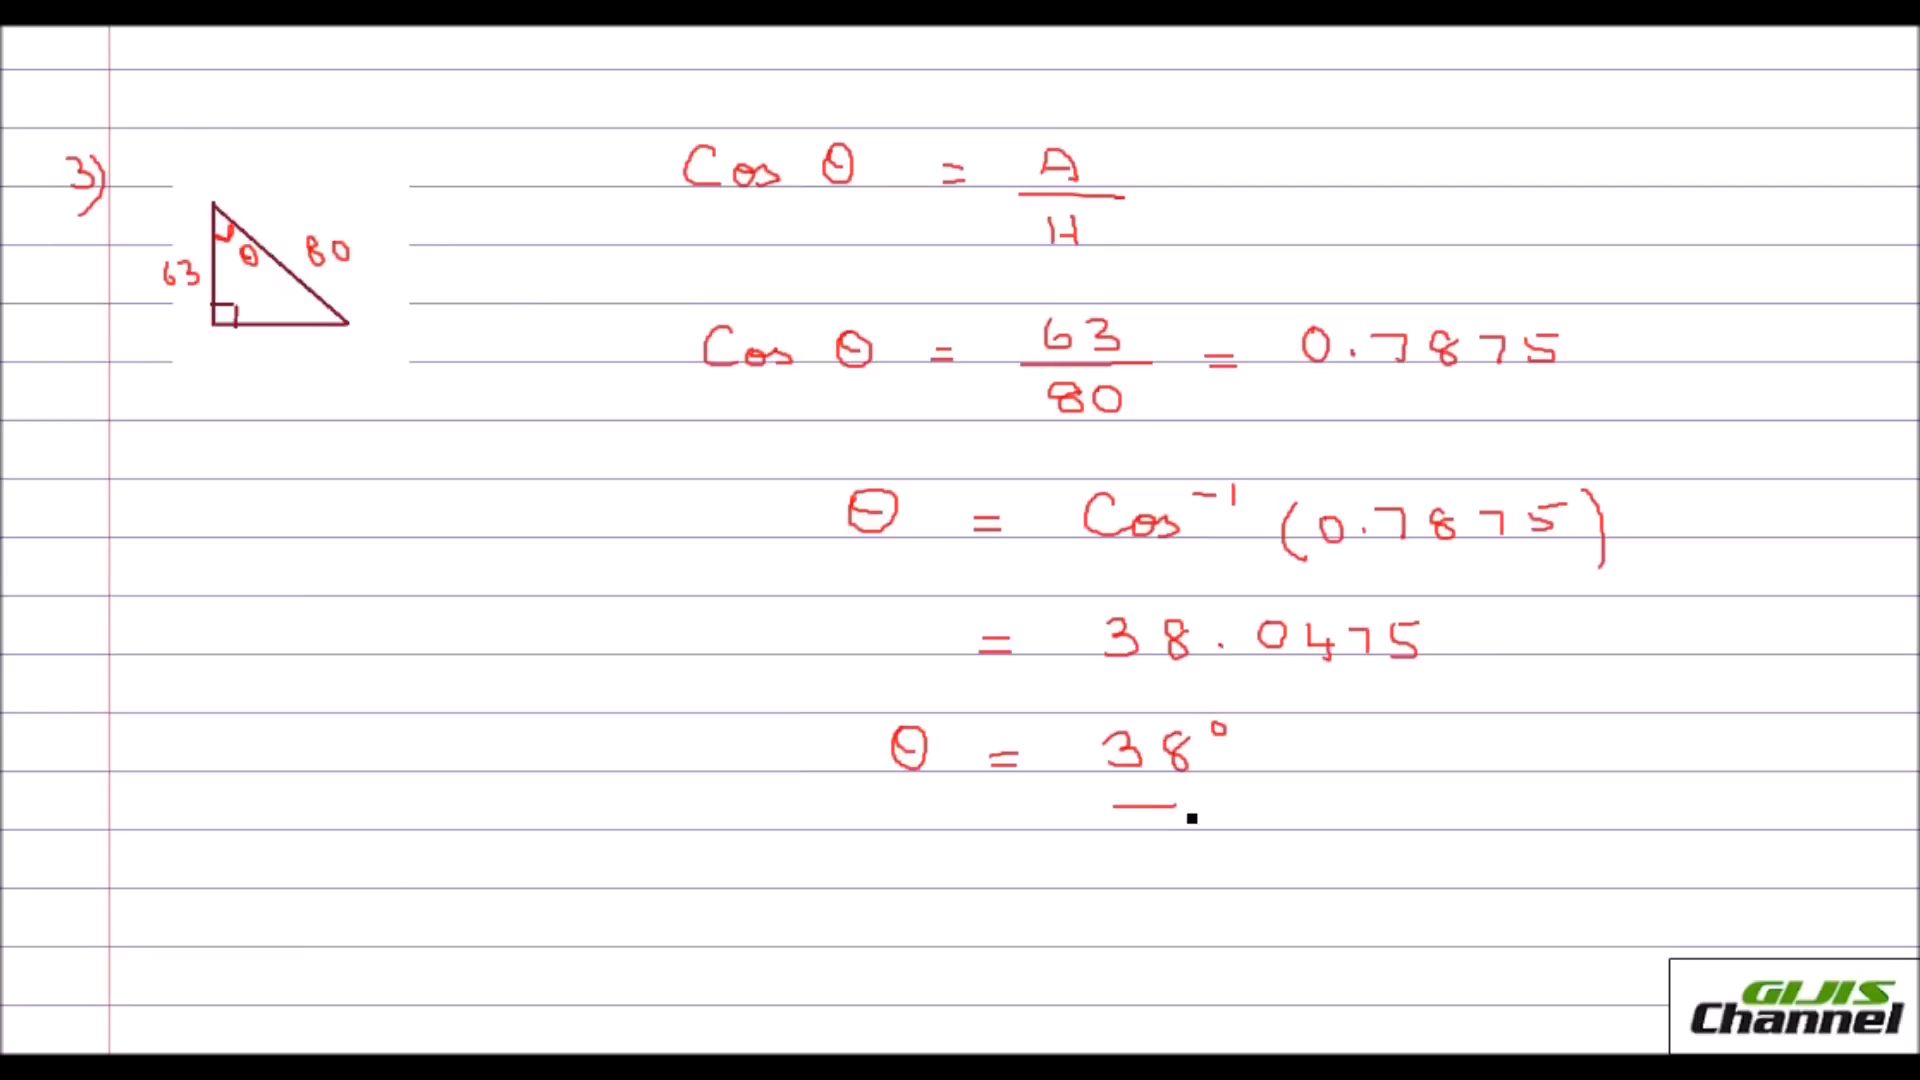 3)
63
θ
80
Cos θ = A/H
Cos θ = 63/80 = 0.7875
θ = Cos⁻¹ (0.7875)
= 38.0475
θ = 38°
GIJIS
Channel